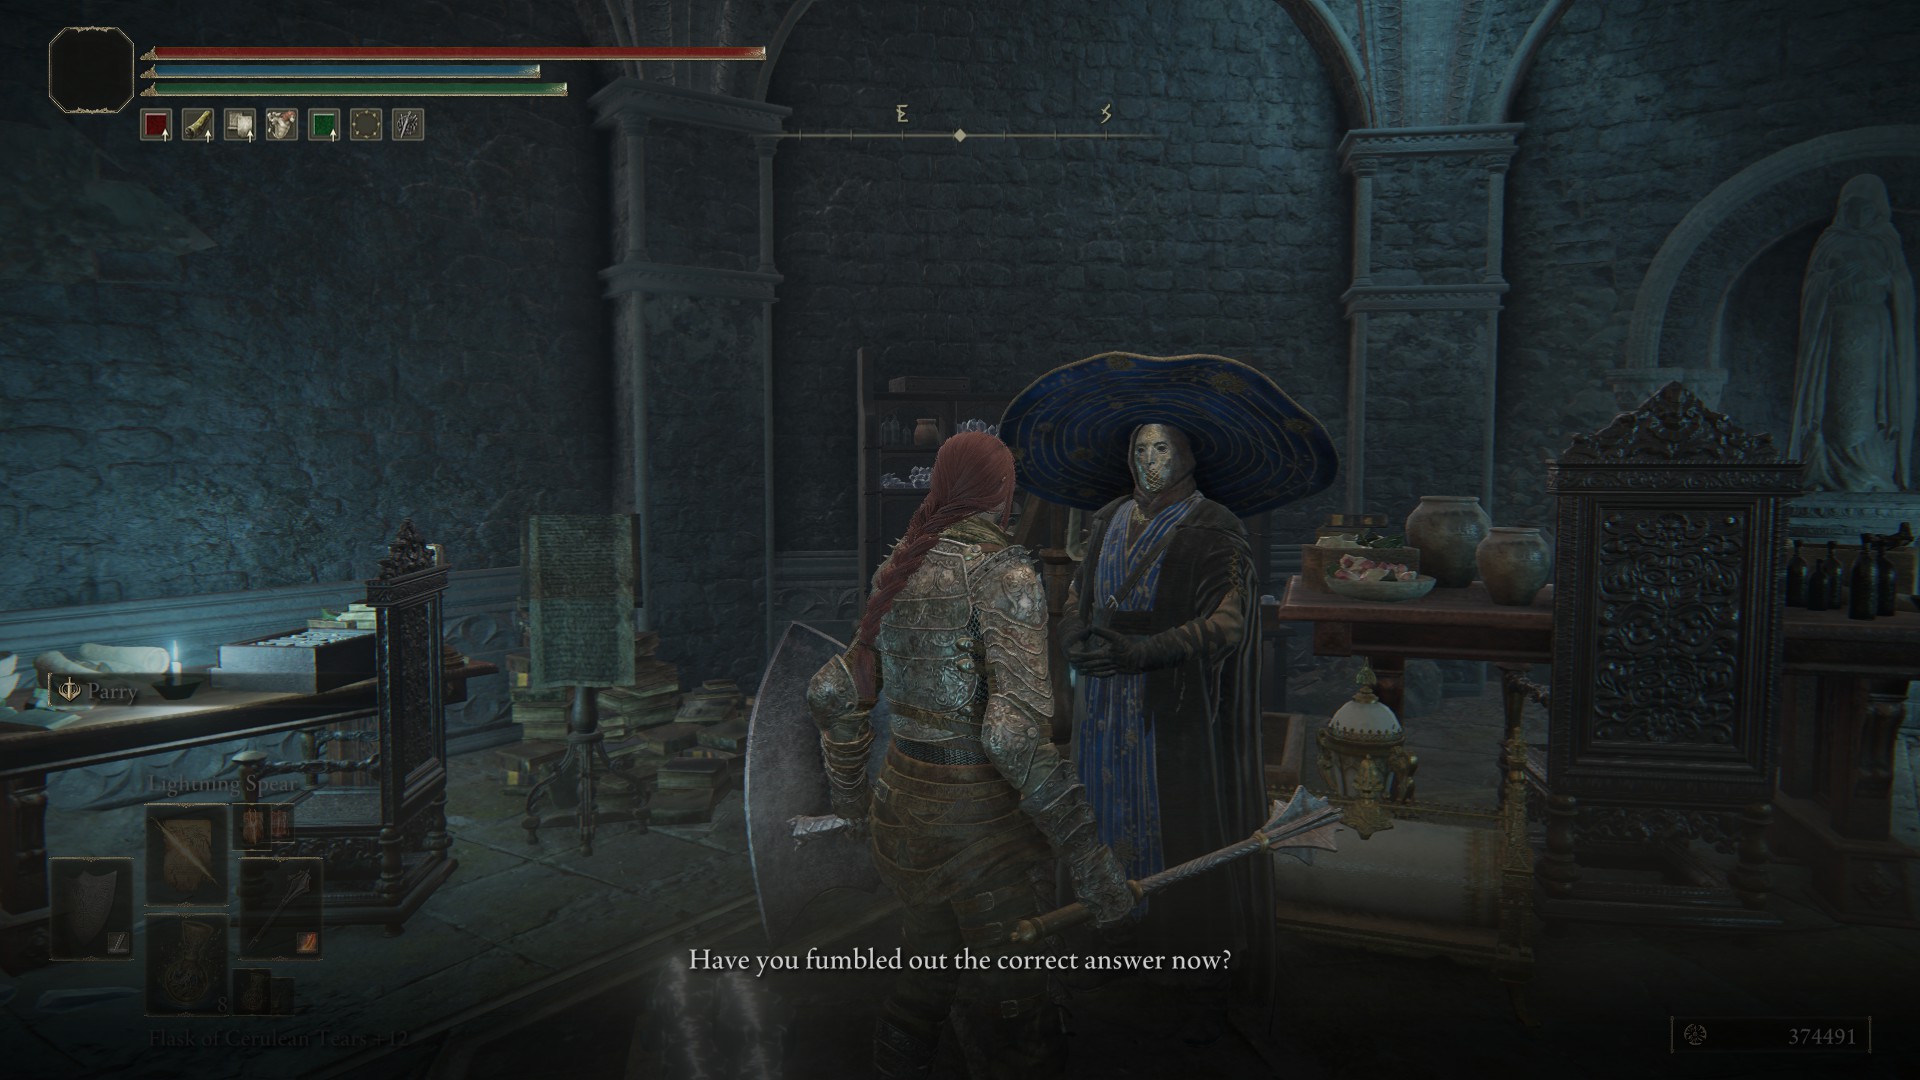 E S
Parry
Lightning Spear
8
Have you fumbled out the correct answer now?
Flask of Cerulean Tears +12
374491